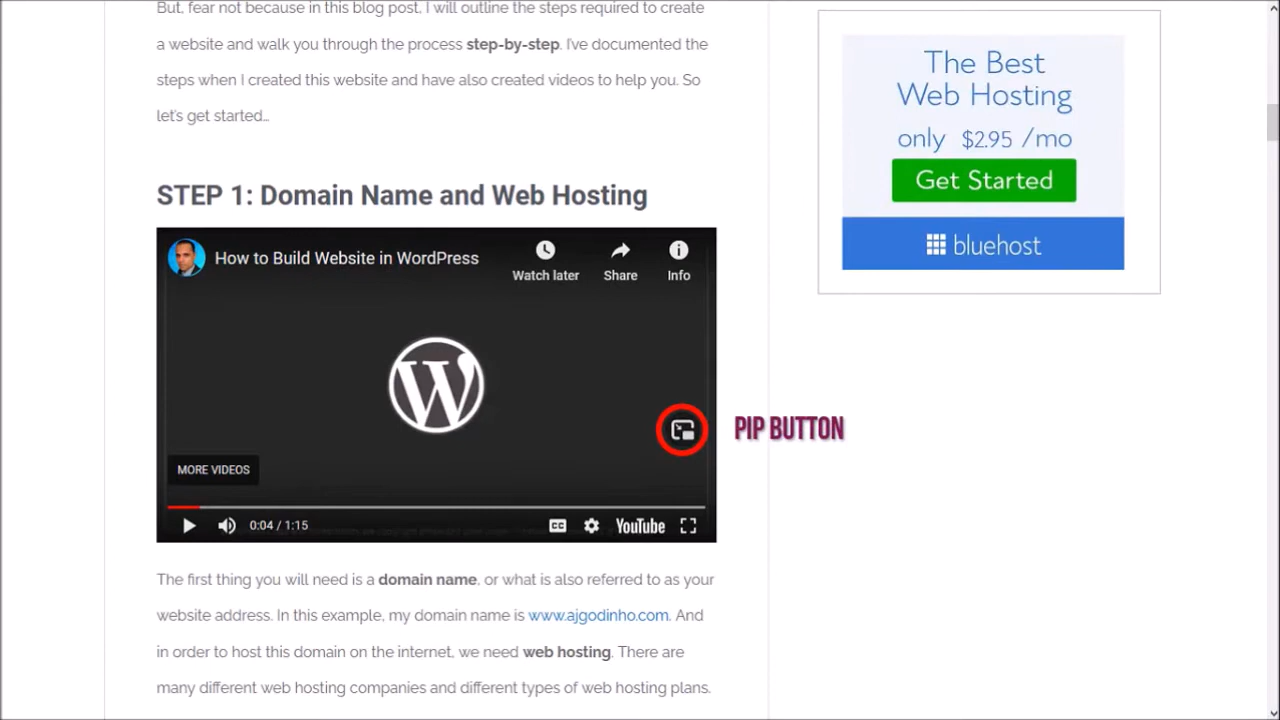 But, fear not because in this blog post, I will outline the steps required to create
a website and walk you through the process step-by-step. I've documented the
steps when I created this website and have also created videos to help you. So
let's get started…
STEP 1: Domain Name and Web Hosting
How to Build Website in WordPress
Watch later
Share
Info
W
PIP BUTTON
MORE VIDEOS
0:04 / 1:15
CC
YouTube
The first thing you will need is a domain name, or what is also referred to as your
website address. In this example, my domain name is www.ajgodinho.com. And
in order to host this domain on the internet, we need web hosting. There are
many different web hosting companies and different types of web hosting plans.
The Best
Web Hosting
only $2.95 /mo
Get Started
bluehost